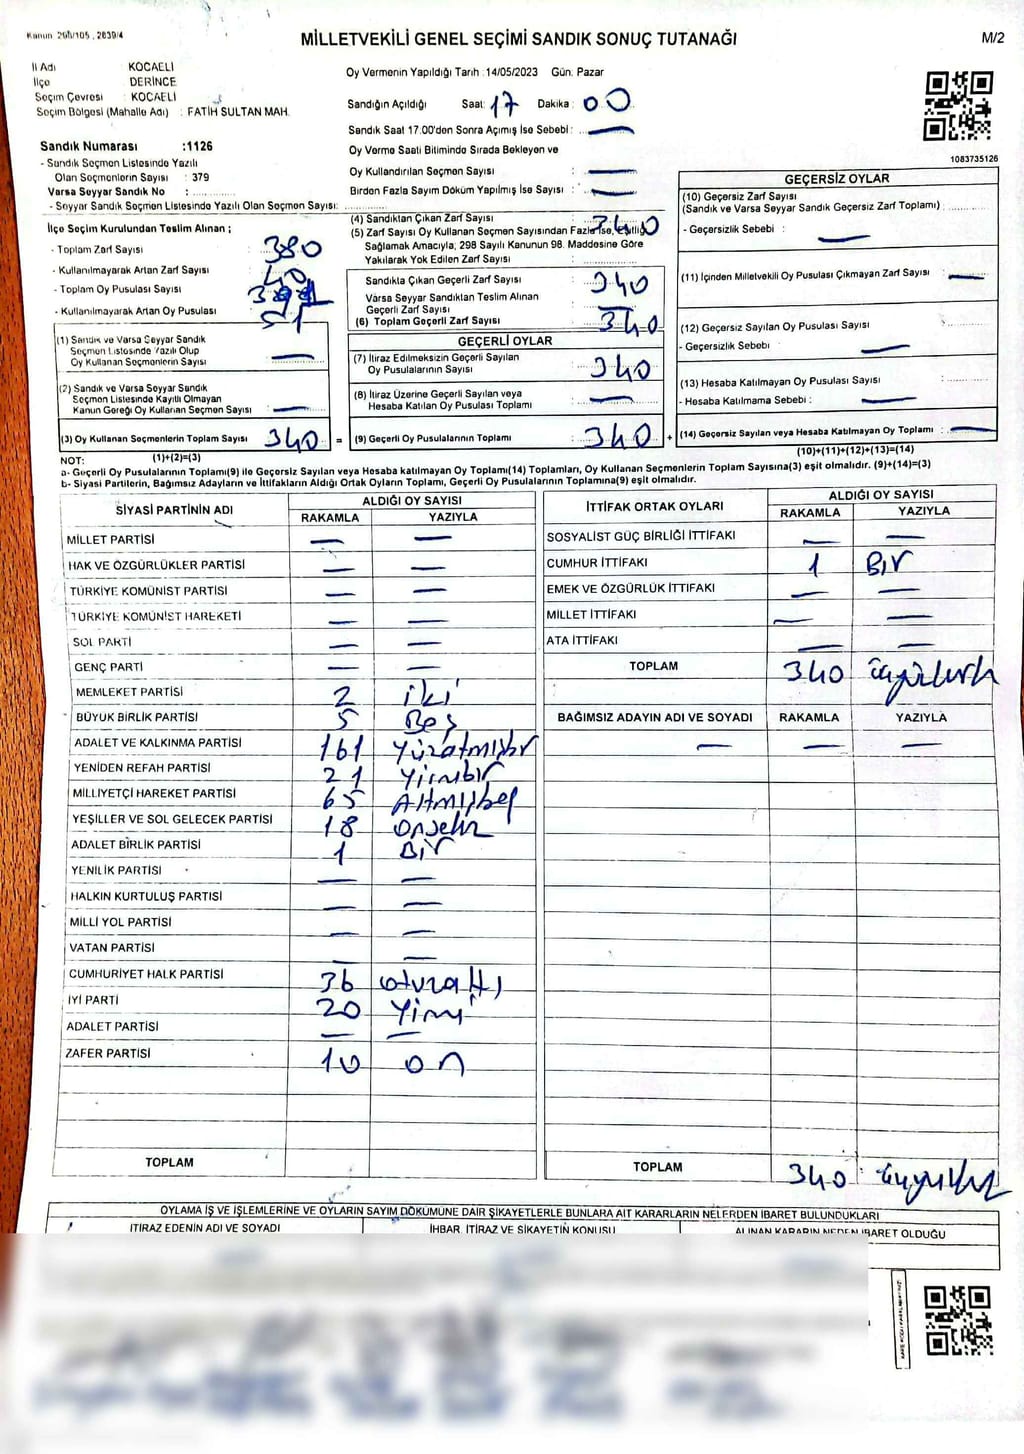 MİLLETVEKİLİ GENEL SEÇİMİ SANDIK SONUÇ TUTANAĞI
M/2
İl Adı KOCAELİ
İlçe DERİNCE
Seçim Çevresi : KOCAELİ
Seçim Bölgesi (Mahalle Adı) : FATİH SULTAN MAH.
Sandık Numarası :1126
- Sandık Seçmen Listesinde Yazılı
Olan Seçmenlerin Sayısı : 379
Varsa Seyyar Sandık No :
- Seyyar Sandık Seçmen Listesinde Yazılı Olan Seçmen Sayısı:
Oy Vermenin Yapıldığı Tarih :14/05/2023 Gün: Pazar
Sandığın Açıldığı Saat: 17 Dakika : 00
Sandık Saat 17.00'den Sonra Açımış İse Sebebi : —
Oy Verme Saati Bitiminde Sırada Bekleyen ve
Oy Kullandırılan Seçmen Sayısı : —
Birden Fazla Sayım Döküm Yapılmış İse Sayısı : —
1083735126
İlçe Seçim Kurulundan Teslim Alınan ;
- Toplam Zarf Sayısı 380
- Kullanılmayarak Artan Zarf Sayısı 40
- Toplam Oy Pusulası Sayısı
- Kullanılmayarak Artan Oy Pusulası 51
(1) Sandık ve Varsa Seyyar Sandık
Seçmen Listesinde Yazılı Olup
Oy Kullanan Seçmenlerin Sayısı —
(2) Sandık ve Varsa Seyyar Sandık
Seçmen Listesinde Kayıtlı Olmayan
Kanun Gereği Oy Kullanan Seçmen Sayısı —
(3) Oy Kullanan Seçmenlerin Toplam Sayısı 340 =
(1)+(2)=(3)
(4) Sandıktan Çıkan Zarf Sayısı 340
(5) Zarf Sayısı Oy Kullanan Seçmen Sayısından Fazla İse, Eşitliği
Sağlamak Amacıyla; 298 Sayılı Kanunun 98. Maddesine Göre
Yakılarak Yok Edilen Zarf Sayısı :
Sandıkta Çıkan Geçerli Zarf Sayısı : 340
Varsa Seyyar Sandıktan Teslim Alınan
Geçerli Zarf Sayısı : —
(6) Toplam Geçerli Zarf Sayısı : 340
GEÇERLİ OYLAR
(7) İtiraz Edilmeksizin Geçerli Sayılan
Oy Pusulalarının Sayısı : 340
(8) İtiraz Üzerine Geçerli Sayılan veya
Hesaba Katılan Oy Pusulası Toplamı : —
(9) Geçerli Oy Pusulalarının Toplamı : 340 +
GEÇERSİZ OYLAR
(10) Geçersiz Zarf Sayısı
(Sandık ve Varsa Seyyar Sandık Geçersiz Zarf Toplamı) :
- Geçersizlik Sebebi : —
(11) İçinden Milletvekili Oy Pusulası Çıkmayan Zarf Sayısı : —
(12) Geçersiz Sayılan Oy Pusulası Sayısı :
- Geçersizlik Sebebi : —
(13) Hesaba Katılmayan Oy Pusulası Sayısı :
- Hesaba Katılmama Sebebi : —
(14) Geçersiz Sayılan veya Hesaba Katılmayan Oy Toplamı : —
(10)+(11)+(12)+(13)=(14)
NOT:
a- Geçerli Oy Pusulalarının Toplamı(9) ile Geçersiz Sayılan veya Hesaba katılmayan Oy Toplamı(14) Toplamları, Oy Kullanan Seçmenlerin Toplam Sayısına(3) eşit olmalıdır. (9)+(14)=(3)
b- Siyasi Partilerin, Bağımsız Adayların ve İttifakların Aldığı Ortak Oyların Toplamı, Geçerli Oy Pusulalarının Toplamına(9) eşit olmalıdır.
SİYASİ PARTİNİN ADI ALDIĞI OY SAYISI
RAKAMLA YAZIYLA
MİLLET PARTİSİ — —
HAK VE ÖZGÜRLÜKLER PARTİSİ — —
TÜRKİYE KOMÜNİST PARTİSİ — —
TÜRKİYE KOMÜNİST HAREKETİ — —
SOL PARTİ — —
GENÇ PARTİ — —
MEMLEKET PARTİSİ 2 iki
BÜYÜK BİRLİK PARTİSİ 5 Beş
ADALET VE KALKINMA PARTİSİ 161 Yüzatmışbir
YENİDEN REFAH PARTİSİ 21 Yirmibir
MİLLİYETÇİ HAREKET PARTİSİ 65 Altmışbeş
YEŞİLLER VE SOL GELECEK PARTİSİ 18 onsekiz
ADALET BİRLİK PARTİSİ 1 Bir
YENİLİK PARTİSİ — —
HALKIN KURTULUŞ PARTİSİ — —
MİLLİ YOL PARTİSİ — —
VATAN PARTİSİ — —
CUMHURİYET HALK PARTİSİ 36 otuzaltı
İYİ PARTİ 20 Yirmi
ADALET PARTİSİ — —
ZAFER PARTİSİ 10 on
TOPLAM
İTTİFAK ORTAK OYLARI ALDIĞI OY SAYISI
RAKAMLA YAZIYLA
SOSYALİST GÜÇ BİRLİĞİ İTTİFAKI — —
CUMHUR İTTİFAKI 1 Bir
EMEK VE ÖZGÜRLÜK İTTİFAKI — —
MİLLET İTTİFAKI — —
ATA İTTİFAKI — —
TOPLAM 340 üçyüzkırk
BAĞIMSIZ ADAYIN ADI VE SOYADI RAKAMLA YAZIYLA
— — —
TOPLAM 340 üçyüzkırk
OYLAMA İŞ VE İŞLEMLERİNE VE OYLARIN SAYIM DÖKÜMÜNE DAİR ŞİKAYETLERLE BUNLARA AİT KARARLARIN NELERDEN İBARET BULUNDUKLARI
İTİRAZ EDENİN ADI VE SOYADI İHBAR, İTİRAZ VE ŞİKAYETİN KONUSU ALINAN KARARIN NEDEN İBARET OLDUĞU